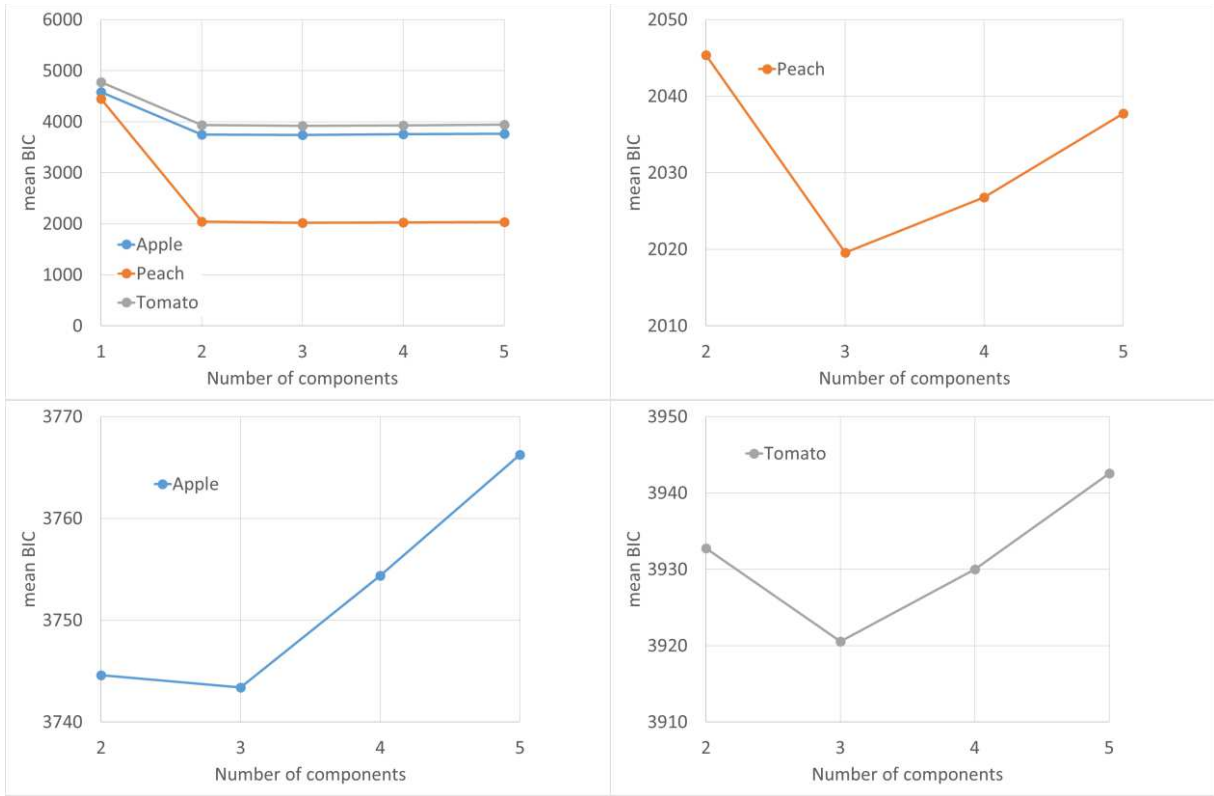 6000
5000
4000
3000
2000
1000
0
mean BIC
Apple
Peach
Tomato
1 2 3 4 5
Number of components
2050
2040
2030
2020
2010
mean BIC
Peach
2 3 4 5
Number of components
3770
3760
3750
3740
mean BIC
Apple
2 3 4 5
Number of components
3950
3940
3930
3920
3910
mean BIC
Tomato
2 3 4 5
Number of components